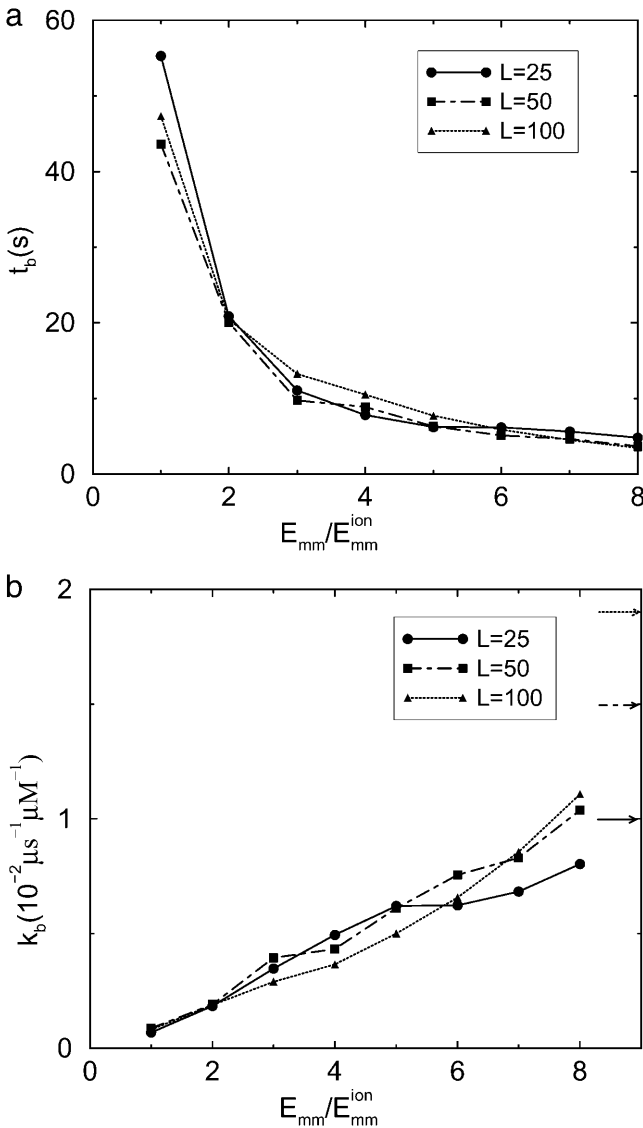 a
60
40
20
0
t_b(s)
L=25
L=50
L=100
0 2 4 6 8
E_mm/E_mm^ion
b
2
1
0
k_b(10^−2 μs^−1 μM^−1)
L=25
L=50
L=100
0 2 4 6 8
E_mm/E_mm^ion